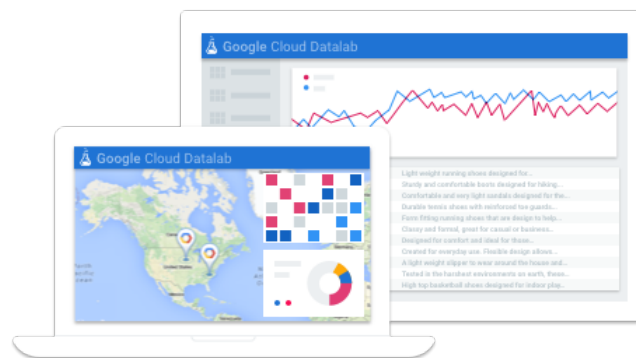 Google Cloud Datalab
Light weight running shoes designed for...
Sturdy and comfortable boots designed for hiking...
Comfortable and very light sandals designed for the...
Durable tennis shoes with reinforced toe guards...
Form fitting running shoes that are design to help...
Classy and formal, great for casual or business...
Designed for comfort and ideal for those...
Created for everyday use. Flexible design allows...
A light weight slipper to wear around the house and...
Tested in the harshest environments on earth, these...
High top basketball shoes designed for indoor play...
Google Cloud Datalab
United States